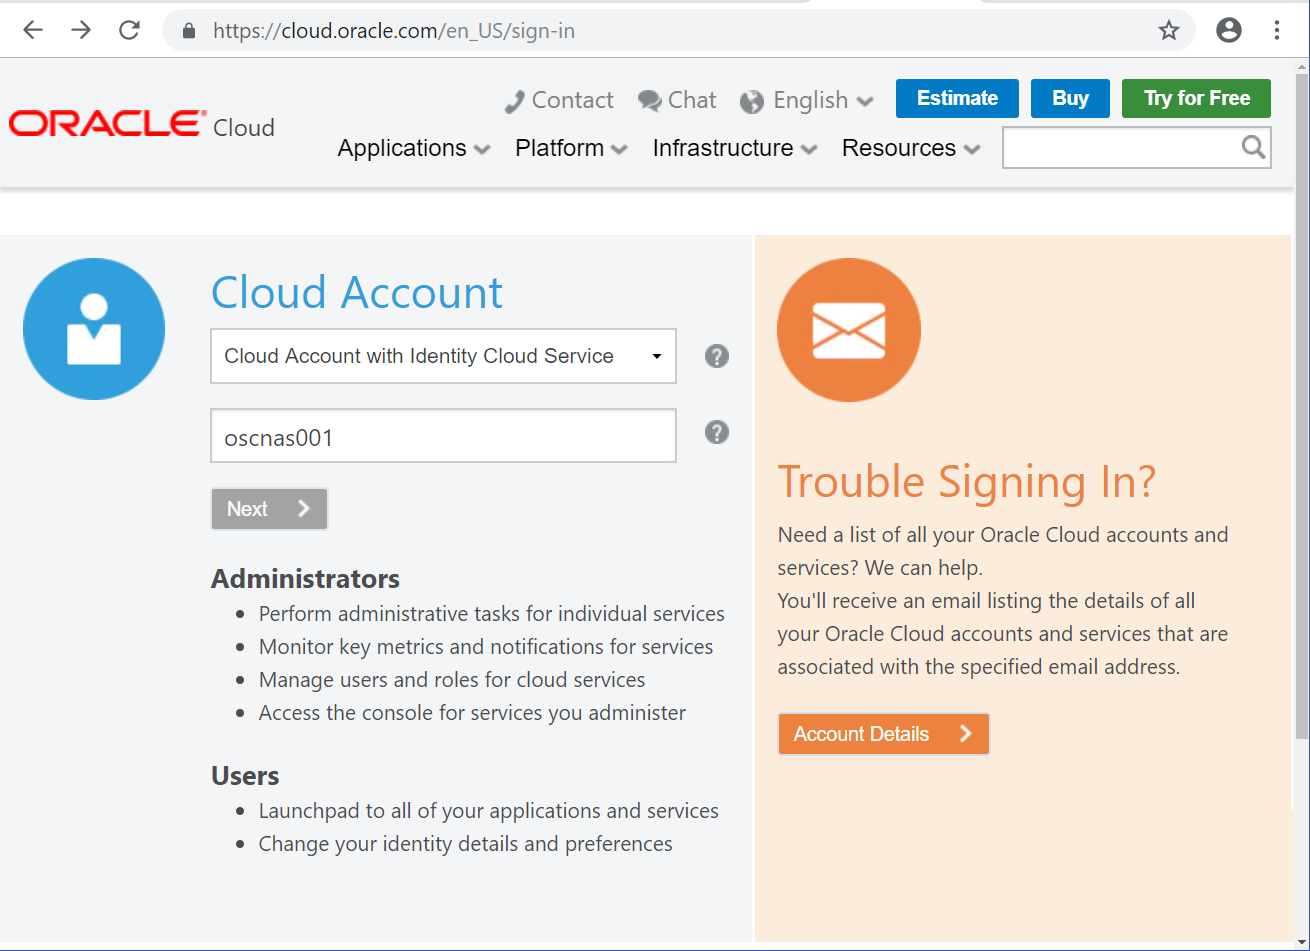 https://cloud.oracle.com/en_US/sign-in
ORACLE® Cloud
Contact Chat English Estimate Buy Try for Free
Applications Platform Infrastructure Resources
Cloud Account
Cloud Account with Identity Cloud Service
?
oscnas001
?
Next
Administrators
• Perform administrative tasks for individual services
• Monitor key metrics and notifications for services
• Manage users and roles for cloud services
• Access the console for services you administer
Users
• Launchpad to all of your applications and services
• Change your identity details and preferences
Trouble Signing In?
Need a list of all your Oracle Cloud accounts and
services? We can help.
You'll receive an email listing the details of all
your Oracle Cloud accounts and services that are
associated with the specified email address.
Account Details